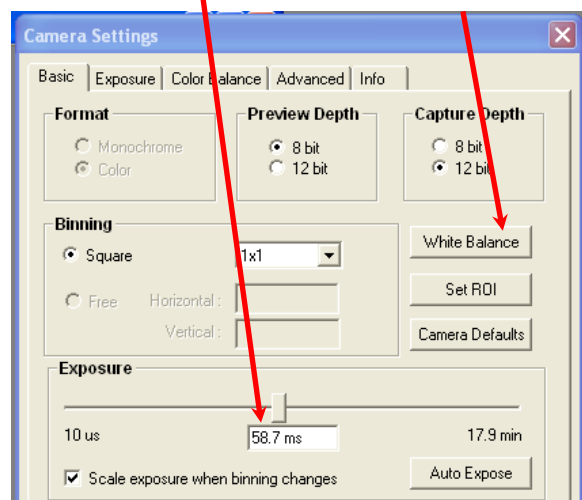 Camera Settings
Basic Exposure Color Balance Advanced Info
Format Preview Depth Capture Depth
Monochrome 8 bit 8 bit
Color 12 bit 12 bit
Binning
Square 1x1 White Balance
Free Horizontal : Set ROI
Vertical : Camera Defaults
Exposure
10 us 58.7 ms 17.9 min
Scale exposure when binning changes Auto Expose